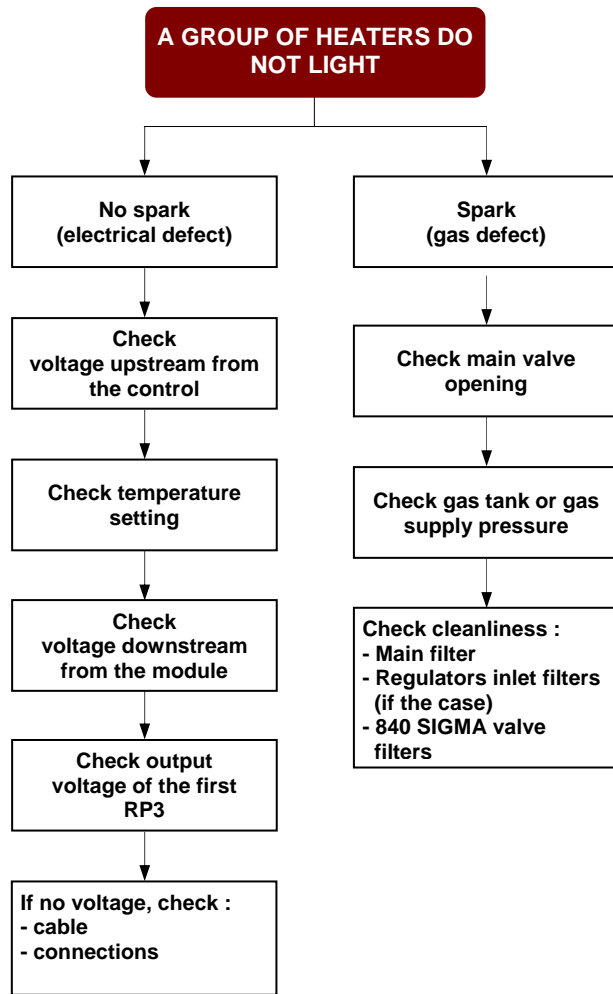 A GROUP OF HEATERS DO
NOT LIGHT
No spark
(electrical defect)
Check
voltage upstream from
the control
Check temperature
setting
Check
voltage downstream
from the module
Check output
voltage of the first
RP3
If no voltage, check :
- cable
- connections
Spark
(gas defect)
Check main valve
opening
Check gas tank or gas
supply pressure
Check cleanliness :
- Main filter
- Regulators inlet filters
(if the case)
- 840 SIGMA valve
filters